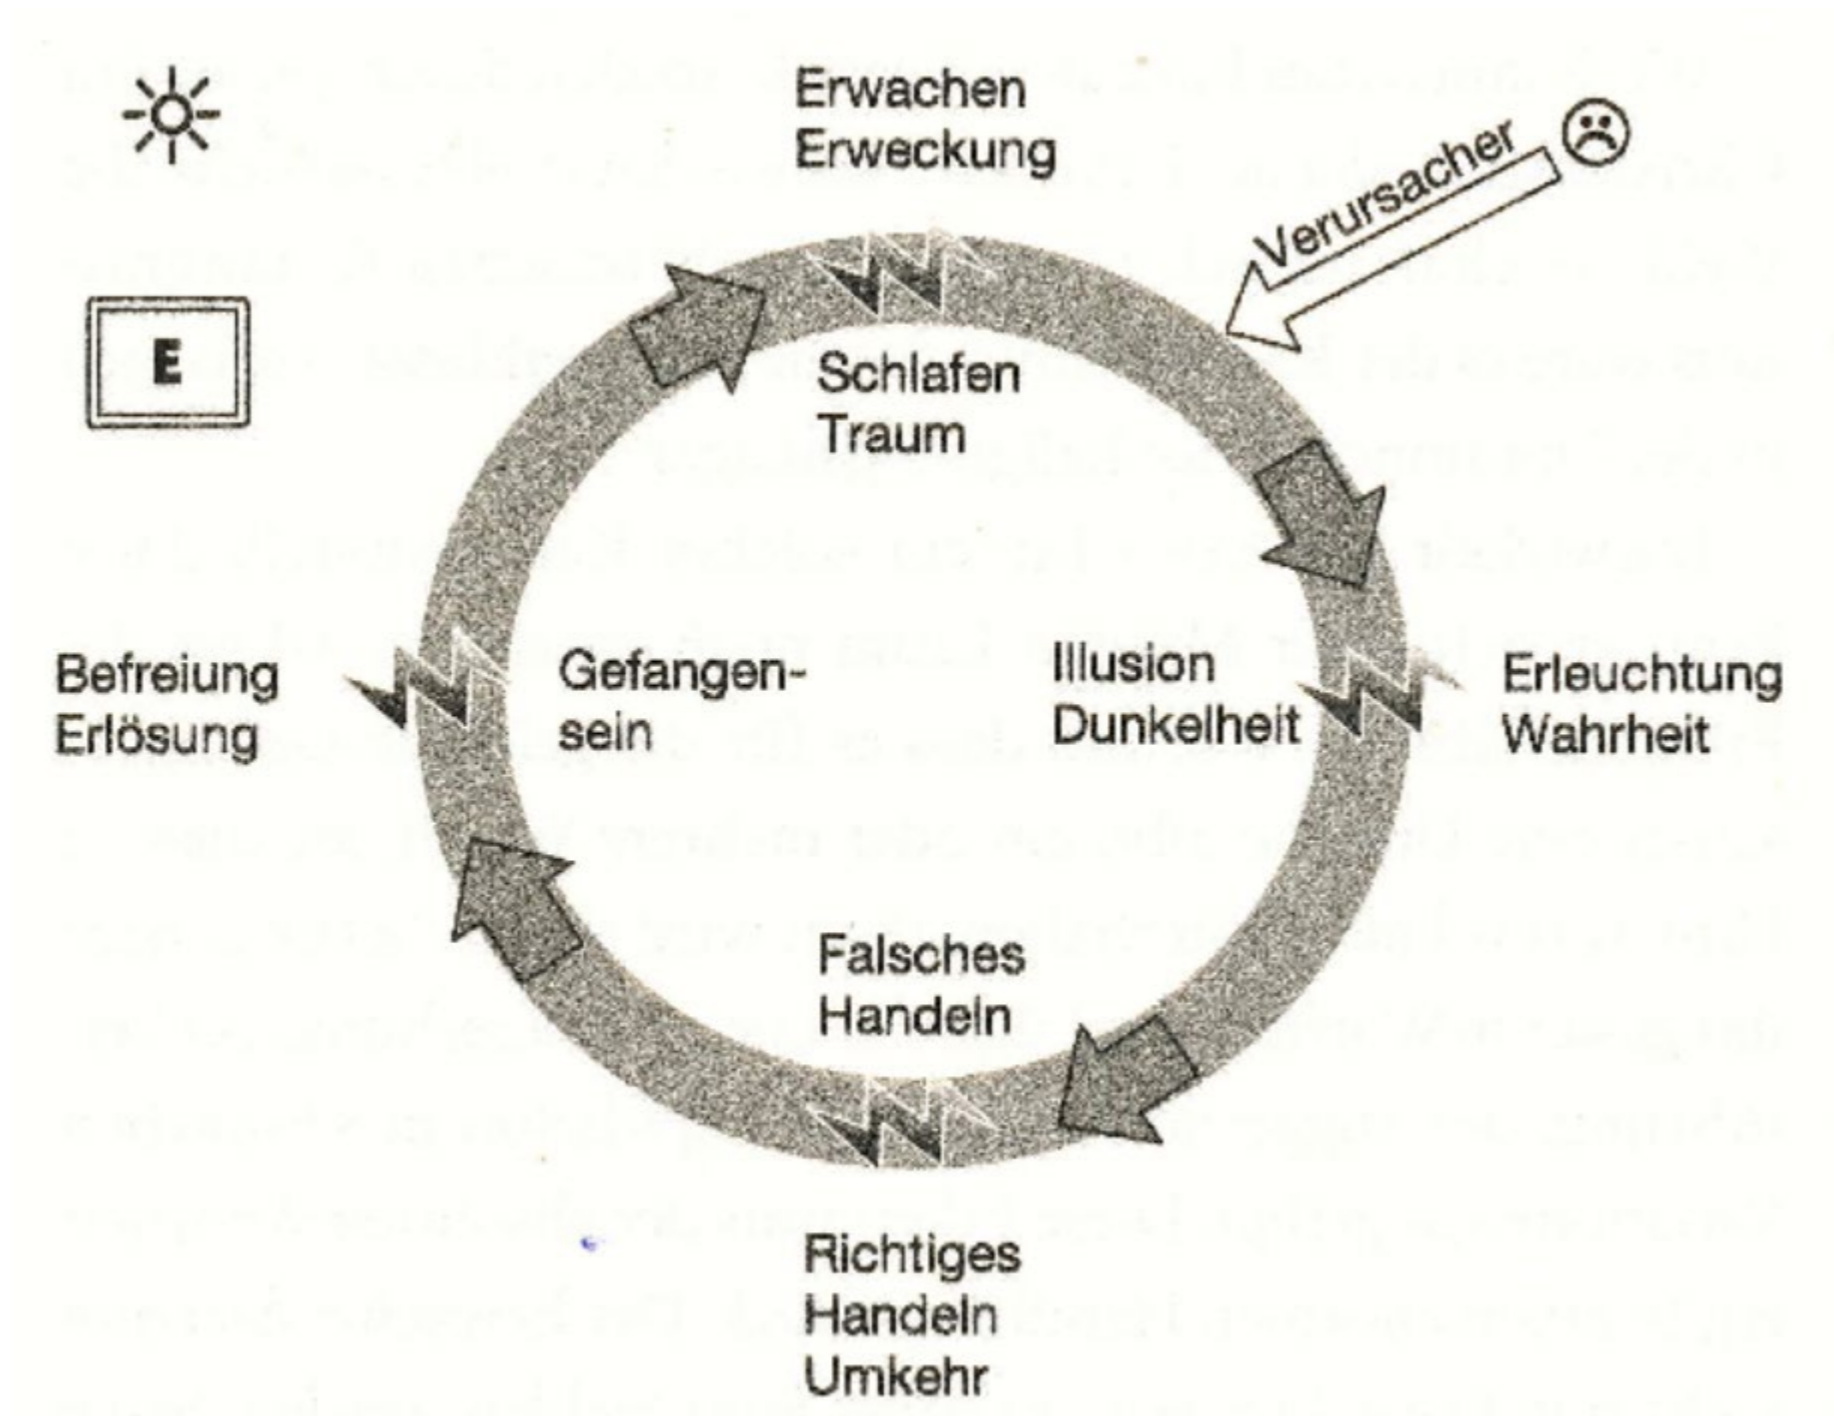 Erwachen
Erweckung
Verursacher
E
Schlafen
Traum
Befreiung
Erlösung
Gefangen-
sein
Illusion
Dunkelheit
Erleuchtung
Wahrheit
Falsches
Handeln
Richtiges
Handeln
Umkehr